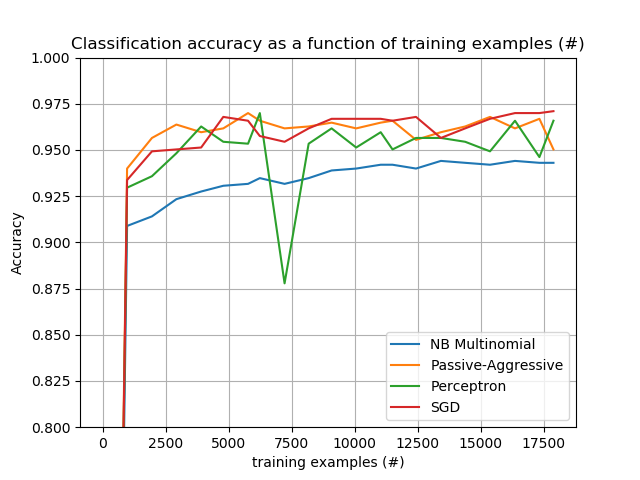 Classification accuracy as a function of training examples (#)
1.000
0.975
0.950
0.925
0.900
0.875
0.850
0.825
0.800
Accuracy
NB Multinomial
Passive-Aggressive
Perceptron
SGD
0 2500 5000 7500 10000 12500 15000 17500
training examples (#)